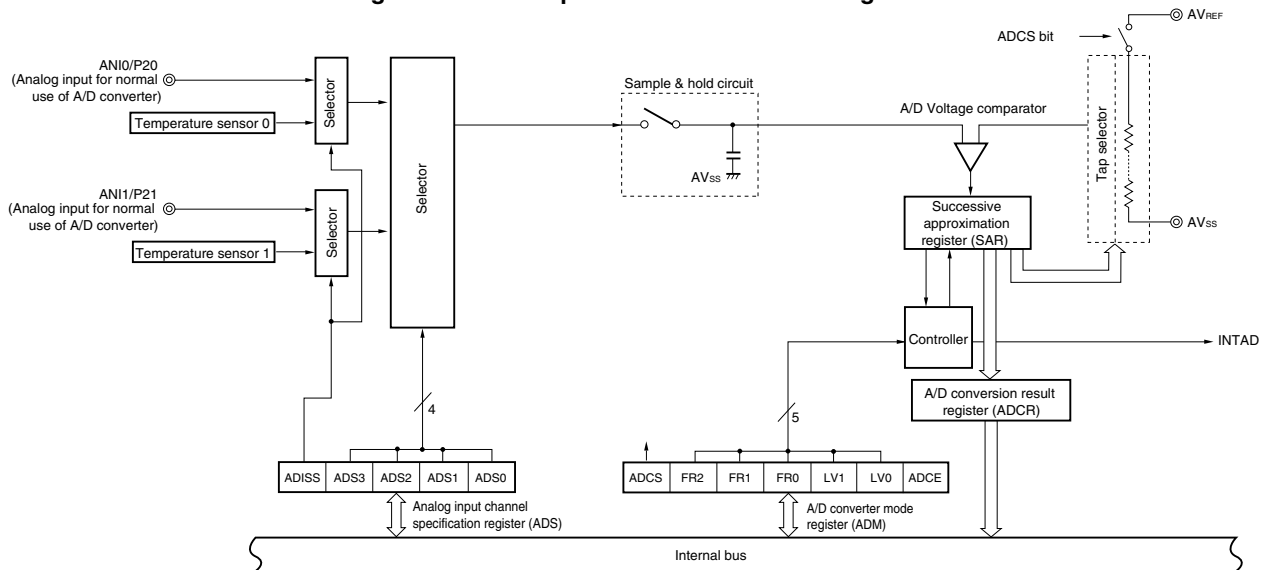 AVREF
ADCS bit
ANI0/P20
(Analog input for normal
use of A/D converter)
Selector
Temperature sensor 0
Selector
Sample & hold circuit
AVSS
A/D Voltage comparator
Tap selector
AVSS
ANI1/P21
(Analog input for normal
use of A/D converter)
Selector
Temperature sensor 1
Successive
approximation
register (SAR)
Controller
INTAD
A/D conversion result
register (ADCR)
4
5
ADISS ADS3 ADS2 ADS1 ADS0
ADCS FR2 FR1 FR0 LV1 LV0 ADCE
Analog input channel
specification register (ADS)
A/D converter mode
register (ADM)
Internal bus